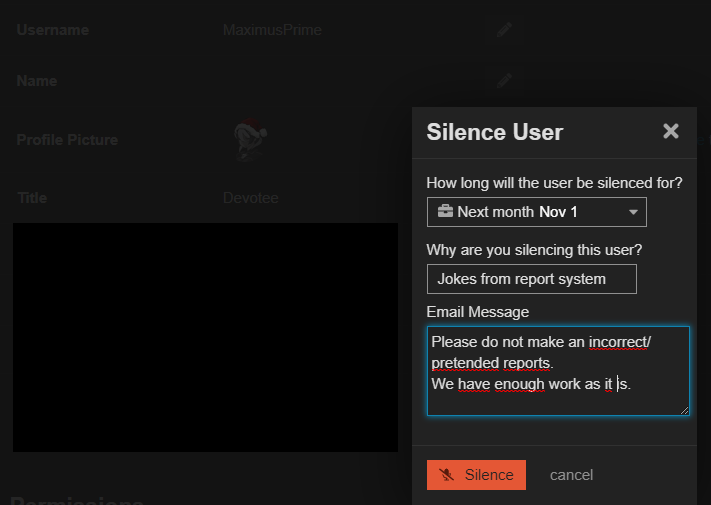 Username MaximusPrime
Name
Profile Picture
Title Devotee
Permissions
Silence User
How long will the user be silenced for?
Next month Nov 1
Why are you silencing this user?
Jokes from report system
Email Message
Please do not make an incorrect/
pretended reports.
We have enough work as it is.
Silence cancel